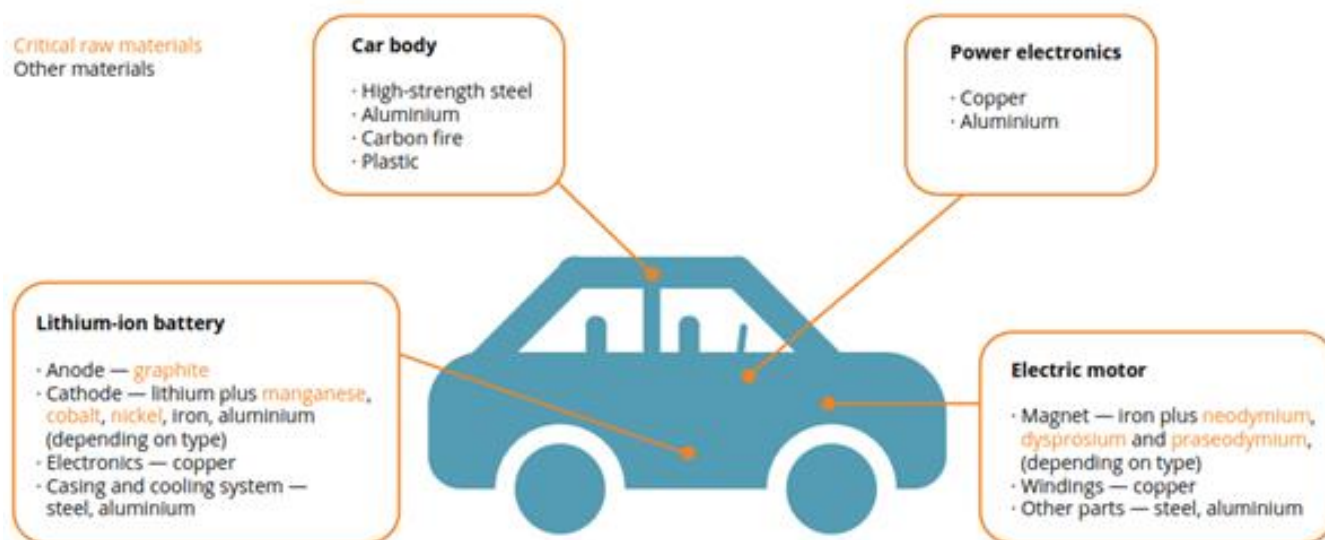 Critical raw materials
Other materials
Car body
· High-strength steel
· Aluminium
· Carbon fire
· Plastic
Power electronics
· Copper
· Aluminium
Lithium-ion battery
· Anode — graphite
· Cathode — lithium plus manganese,
cobalt, nickel, iron, aluminium
(depending on type)
· Electronics — copper
· Casing and cooling system —
steel, aluminium
Electric motor
· Magnet — iron plus neodymium,
dysprosium and praseodymium,
(depending on type)
· Windings — copper
· Other parts — steel, aluminium